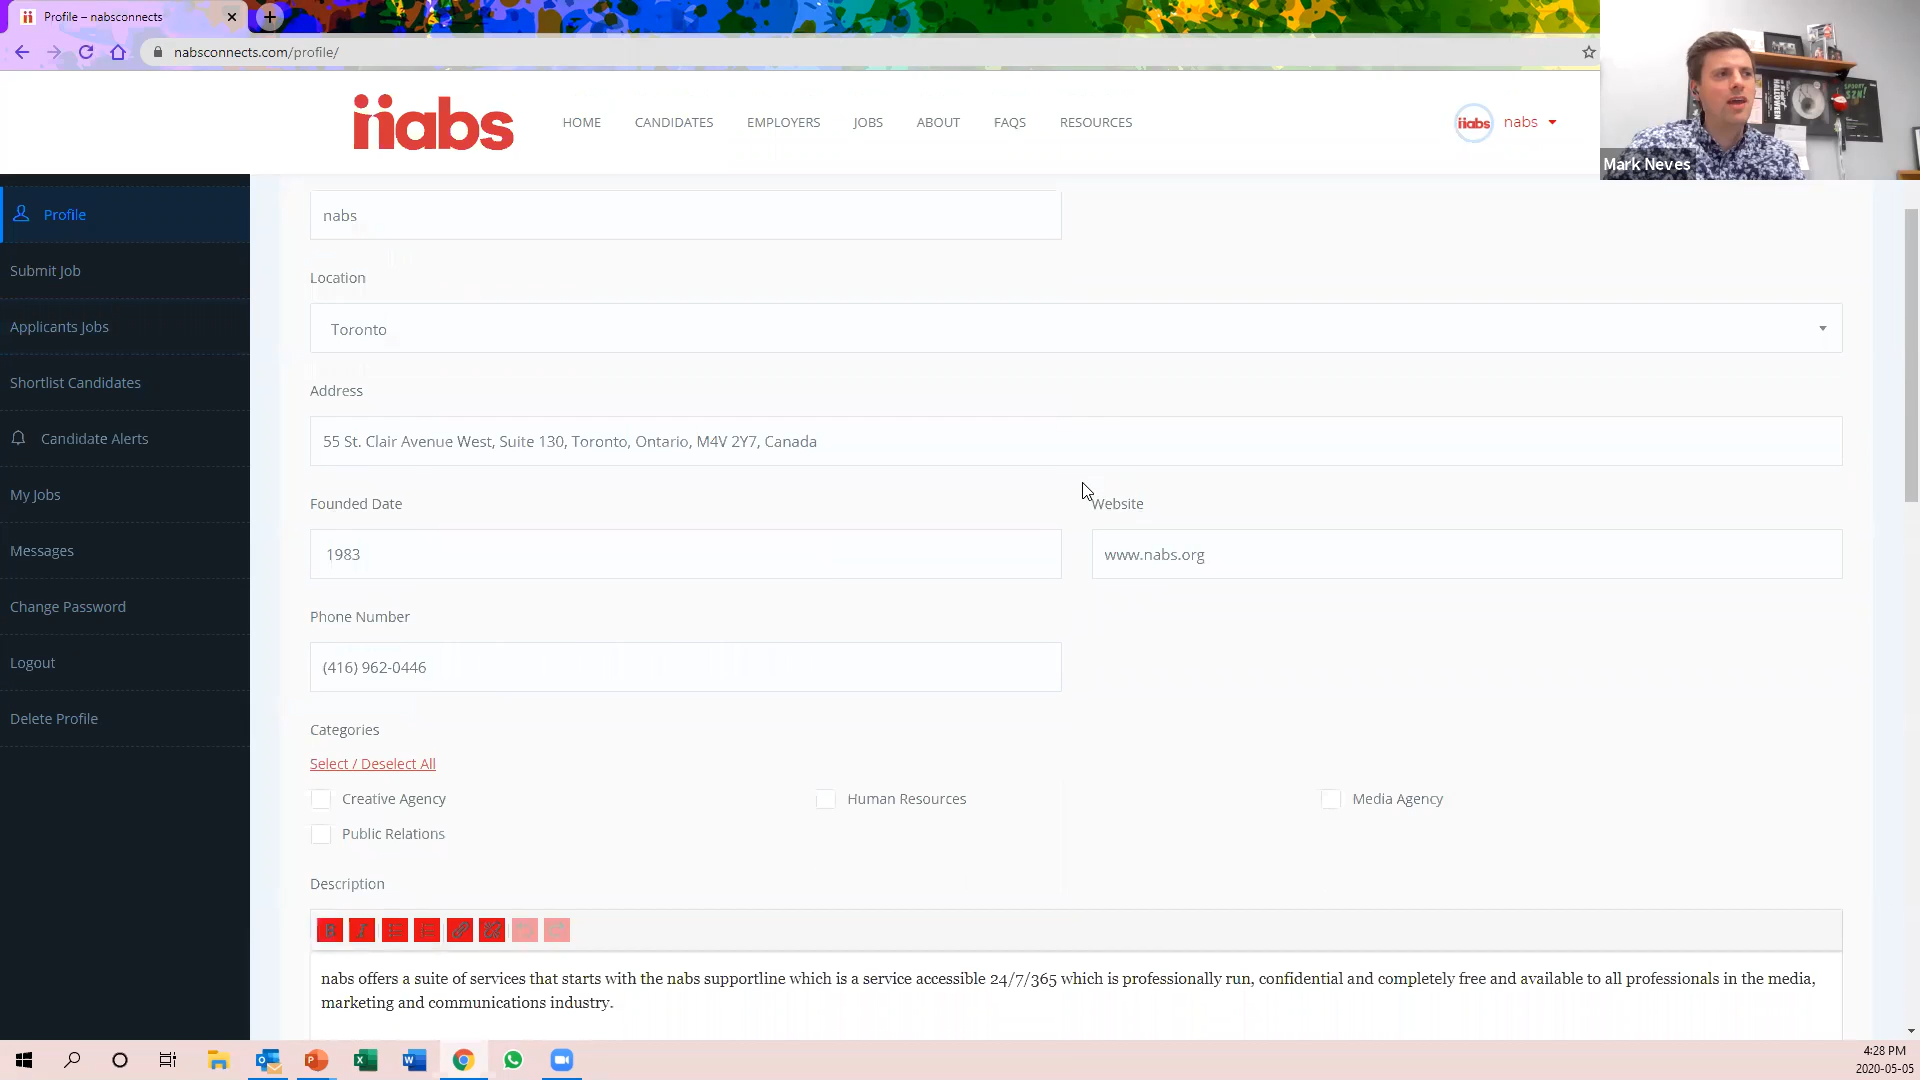 Profile – nabsconnects
nabsconnects.com/profile/
nabs
HOME
CANDIDATES
EMPLOYERS
JOBS
ABOUT
FAQS
RESOURCES
nabs
nabs
Mark Neves
Profile
Submit Job
Applicants Jobs
Shortlist Candidates
Candidate Alerts
My Jobs
Messages
Change Password
Logout
Delete Profile
nabs
Location
Toronto
Address
55 St. Clair Avenue West, Suite 130, Toronto, Ontario, M4V 2Y7, Canada
Founded Date
Website
1983
www.nabs.org
Phone Number
(416) 962-0446
Categories
Select / Deselect All
Creative Agency
Human Resources
Media Agency
Public Relations
Description
nabs offers a suite of services that starts with the nabs supportline which is a service accessible 24/7/365 which is professionally run, confidential and completely free and available to all professionals in the media,
marketing and communications industry.
4:28 PM
2020-05-05